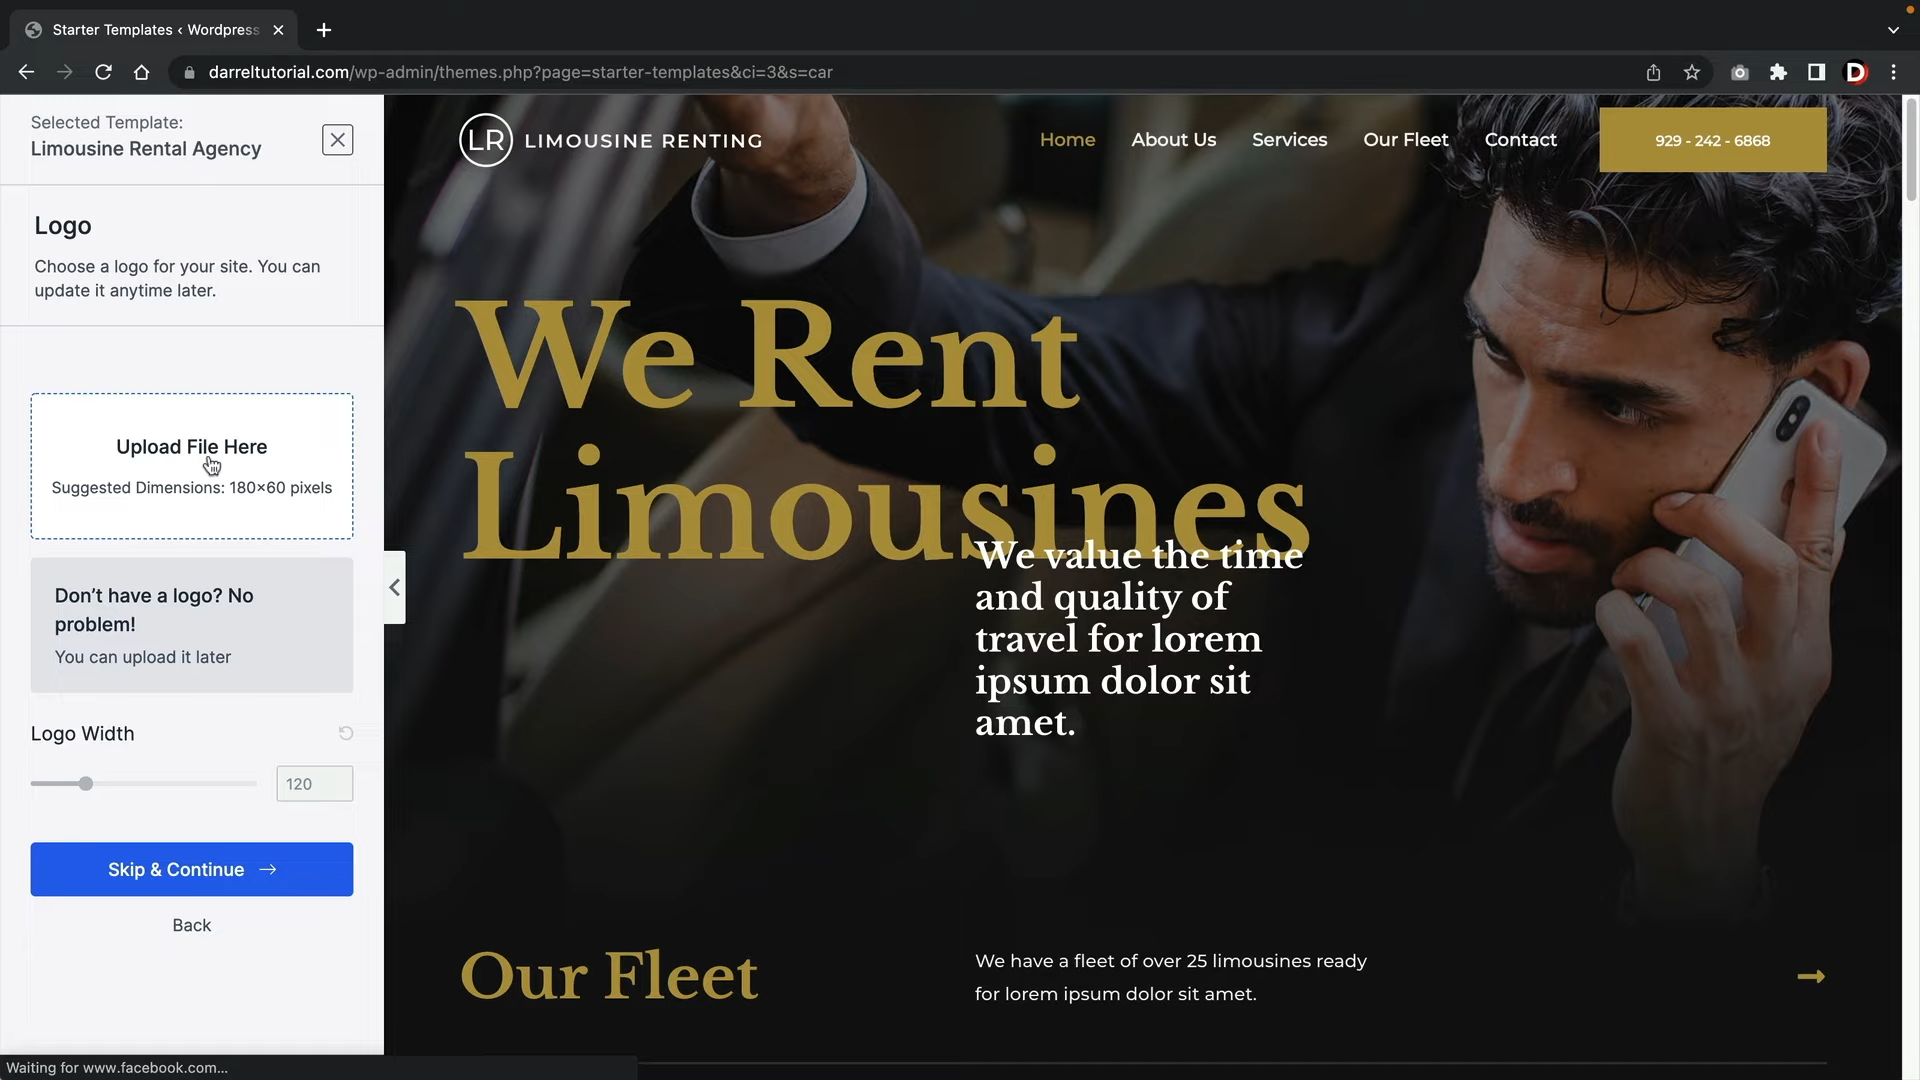 Starter Templates ‹ Wordpress
darreltutorial.com/wp-admin/themes.php?page=starter-templates&ci=3&s=car
D
Selected Template:
Limousine Rental Agency
Logo
Choose a logo for your site. You can
update it anytime later.
Upload File Here
Suggested Dimensions: 180×60 pixels
Don’t have a logo? No
problem!
You can upload it later
Logo Width
120
Skip & Continue →
Back
Waiting for www.facebook.com...
LR LIMOUSINE RENTING
Home About Us Services Our Fleet Contact 929 - 242 - 6868
We Rent
Limousines
We value the time
and quality of
travel for lorem
ipsum dolor sit
amet.
Our Fleet
We have a fleet of over 25 limousines ready
for lorem ipsum dolor sit amet.